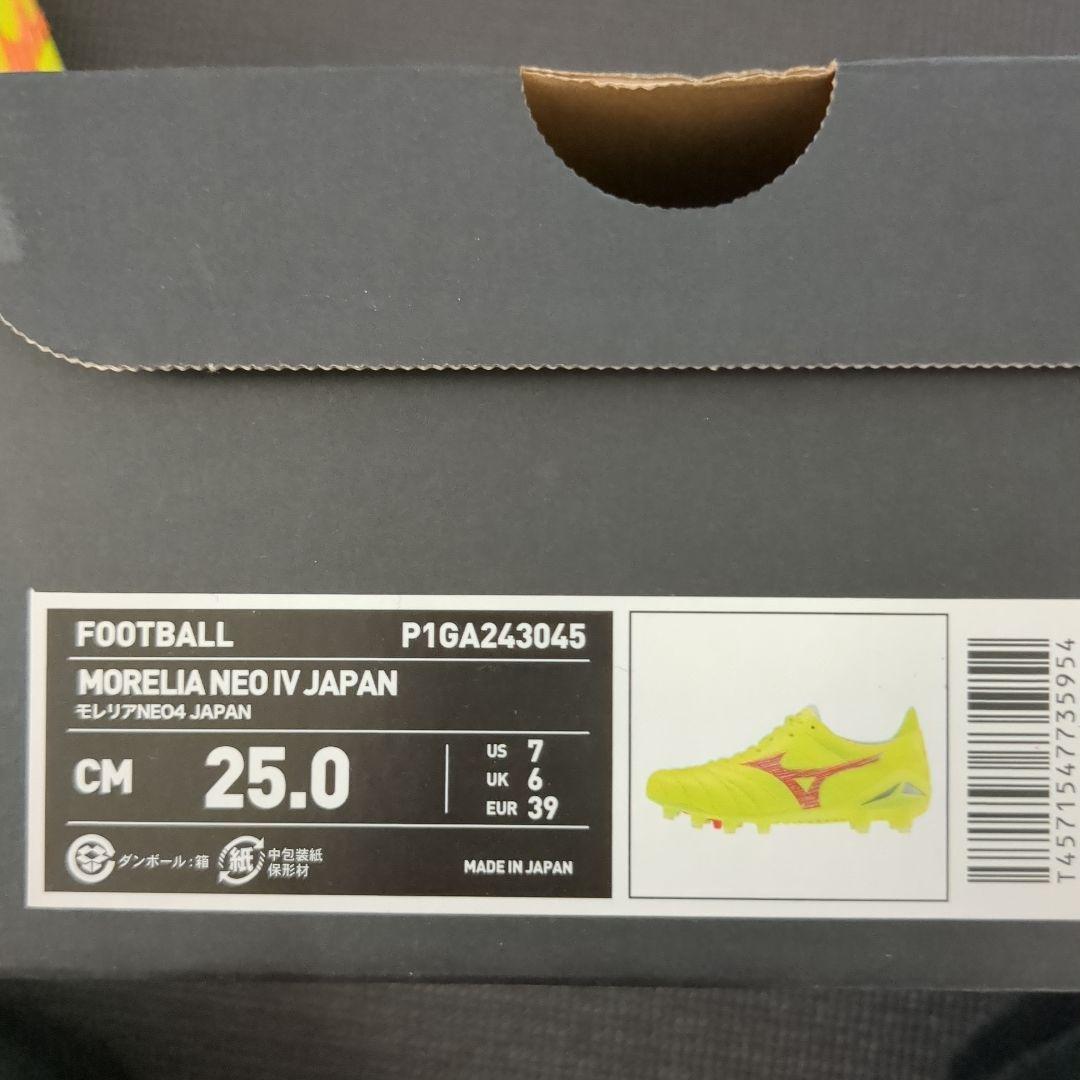 FOOTBALL P1GA243045
MORELIA NEO IV JAPAN
モレリアNEO4 JAPAN
CM 25.0
US 7
UK 6
EUR 39
ダンボール:箱
紙
中包装紙
保形材
MADE IN JAPAN
T4571547735954